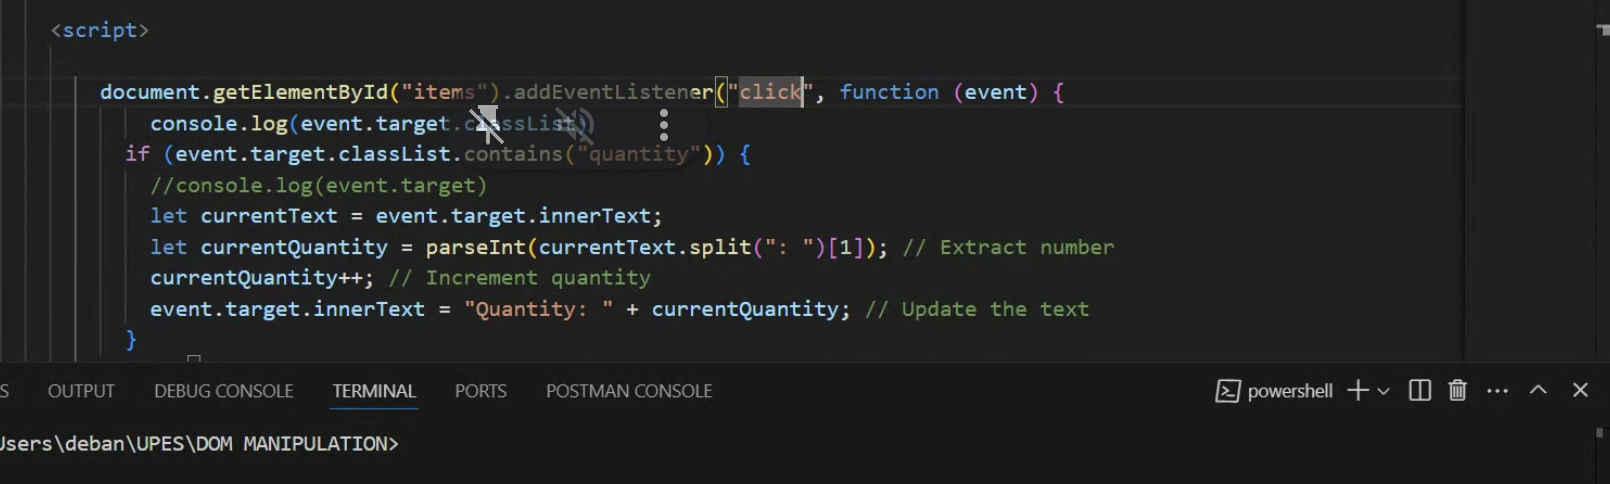 <script>
document.getElementById("items").addEventListener("click", function (event) {
console.log(event.target.classList)
if (event.target.classList.contains("quantity")) {
//console.log(event.target)
let currentText = event.target.innerText;
let currentQuantity = parseInt(currentText.split(": ")[1]); // Extract number
currentQuantity++; // Increment quantity
event.target.innerText = "Quantity: " + currentQuantity; // Update the text
}
S OUTPUT DEBUG CONSOLE TERMINAL PORTS POSTMAN CONSOLE powershell
Users\deban\UPES\DOM MANIPULATION>